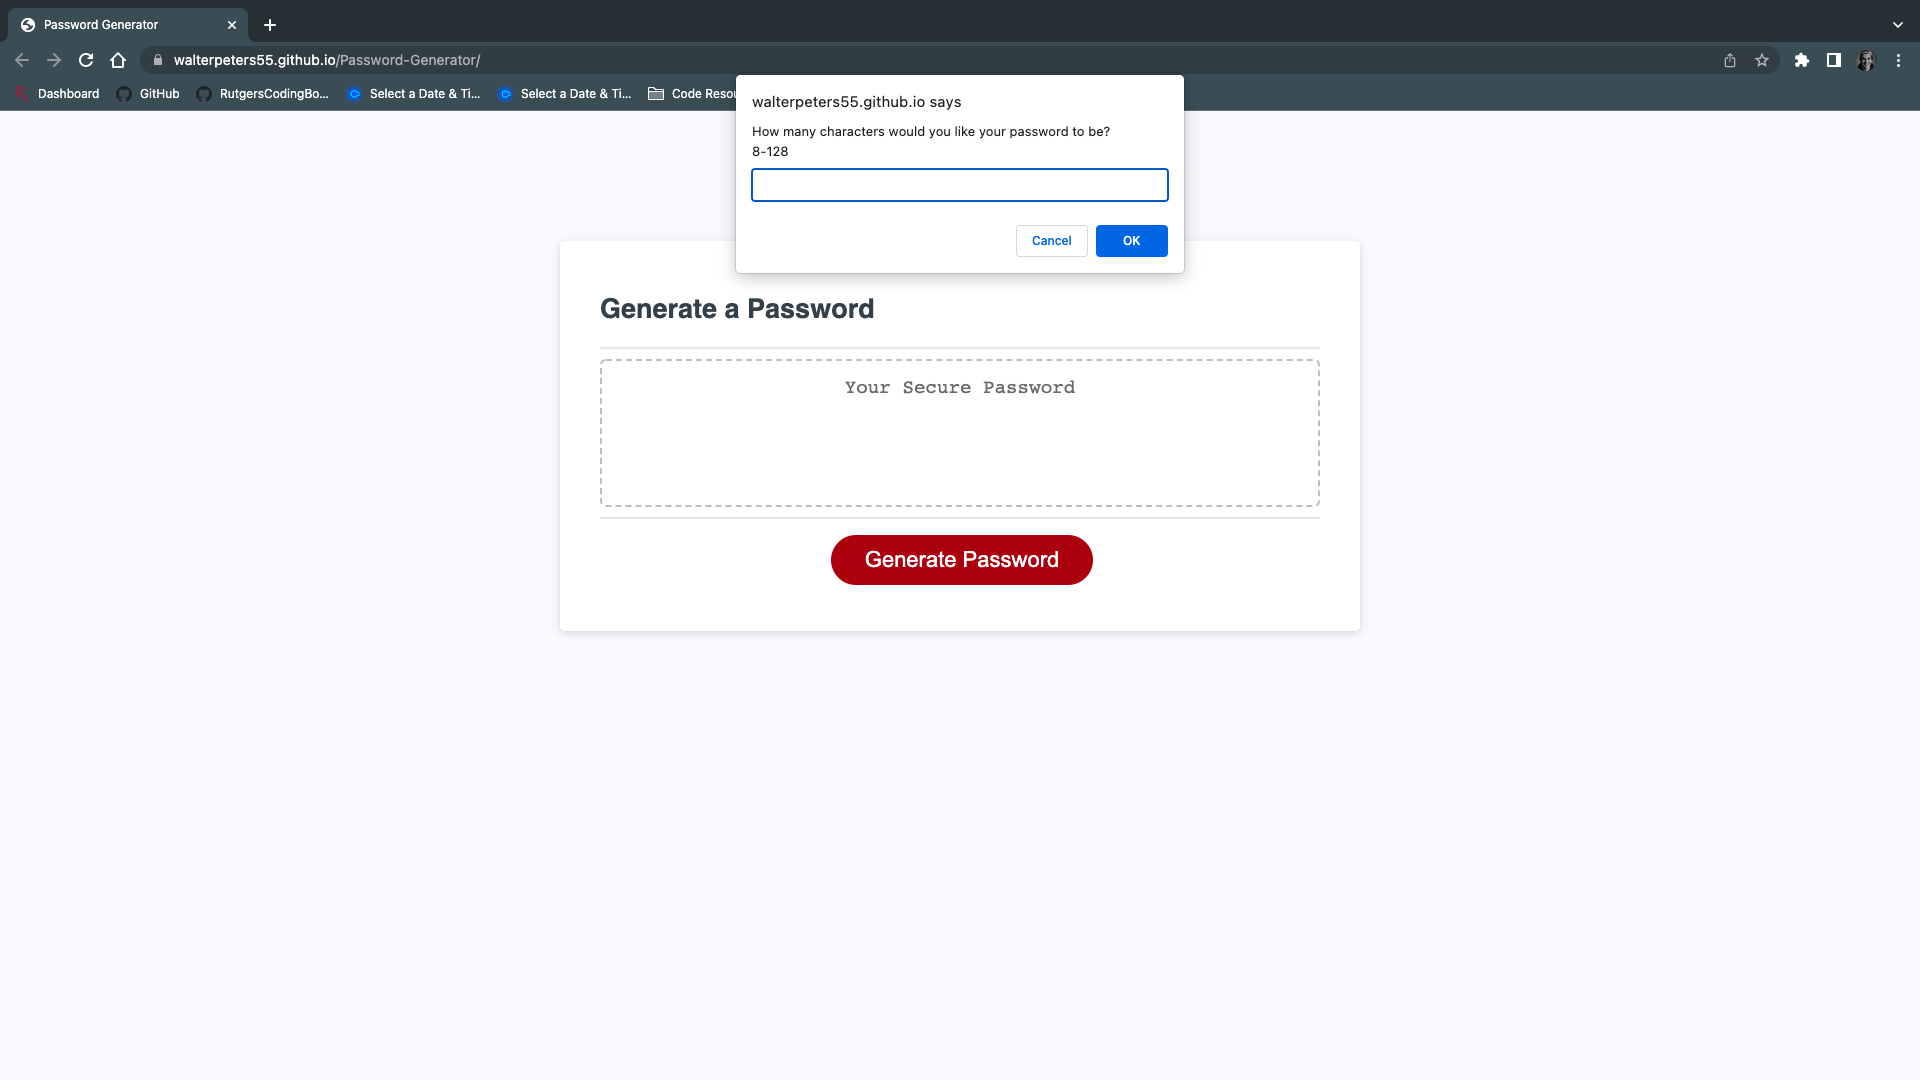 Password Generator
walterpeters55.github.io/Password-Generator/
Dashboard
GitHub
RutgersCodingBo...
Select a Date & Ti...
Select a Date & Ti...
Code Resou
walterpeters55.github.io says
How many characters would you like your password to be?
8-128
Cancel
OK
Generate a Password
Your Secure Password
Generate Password